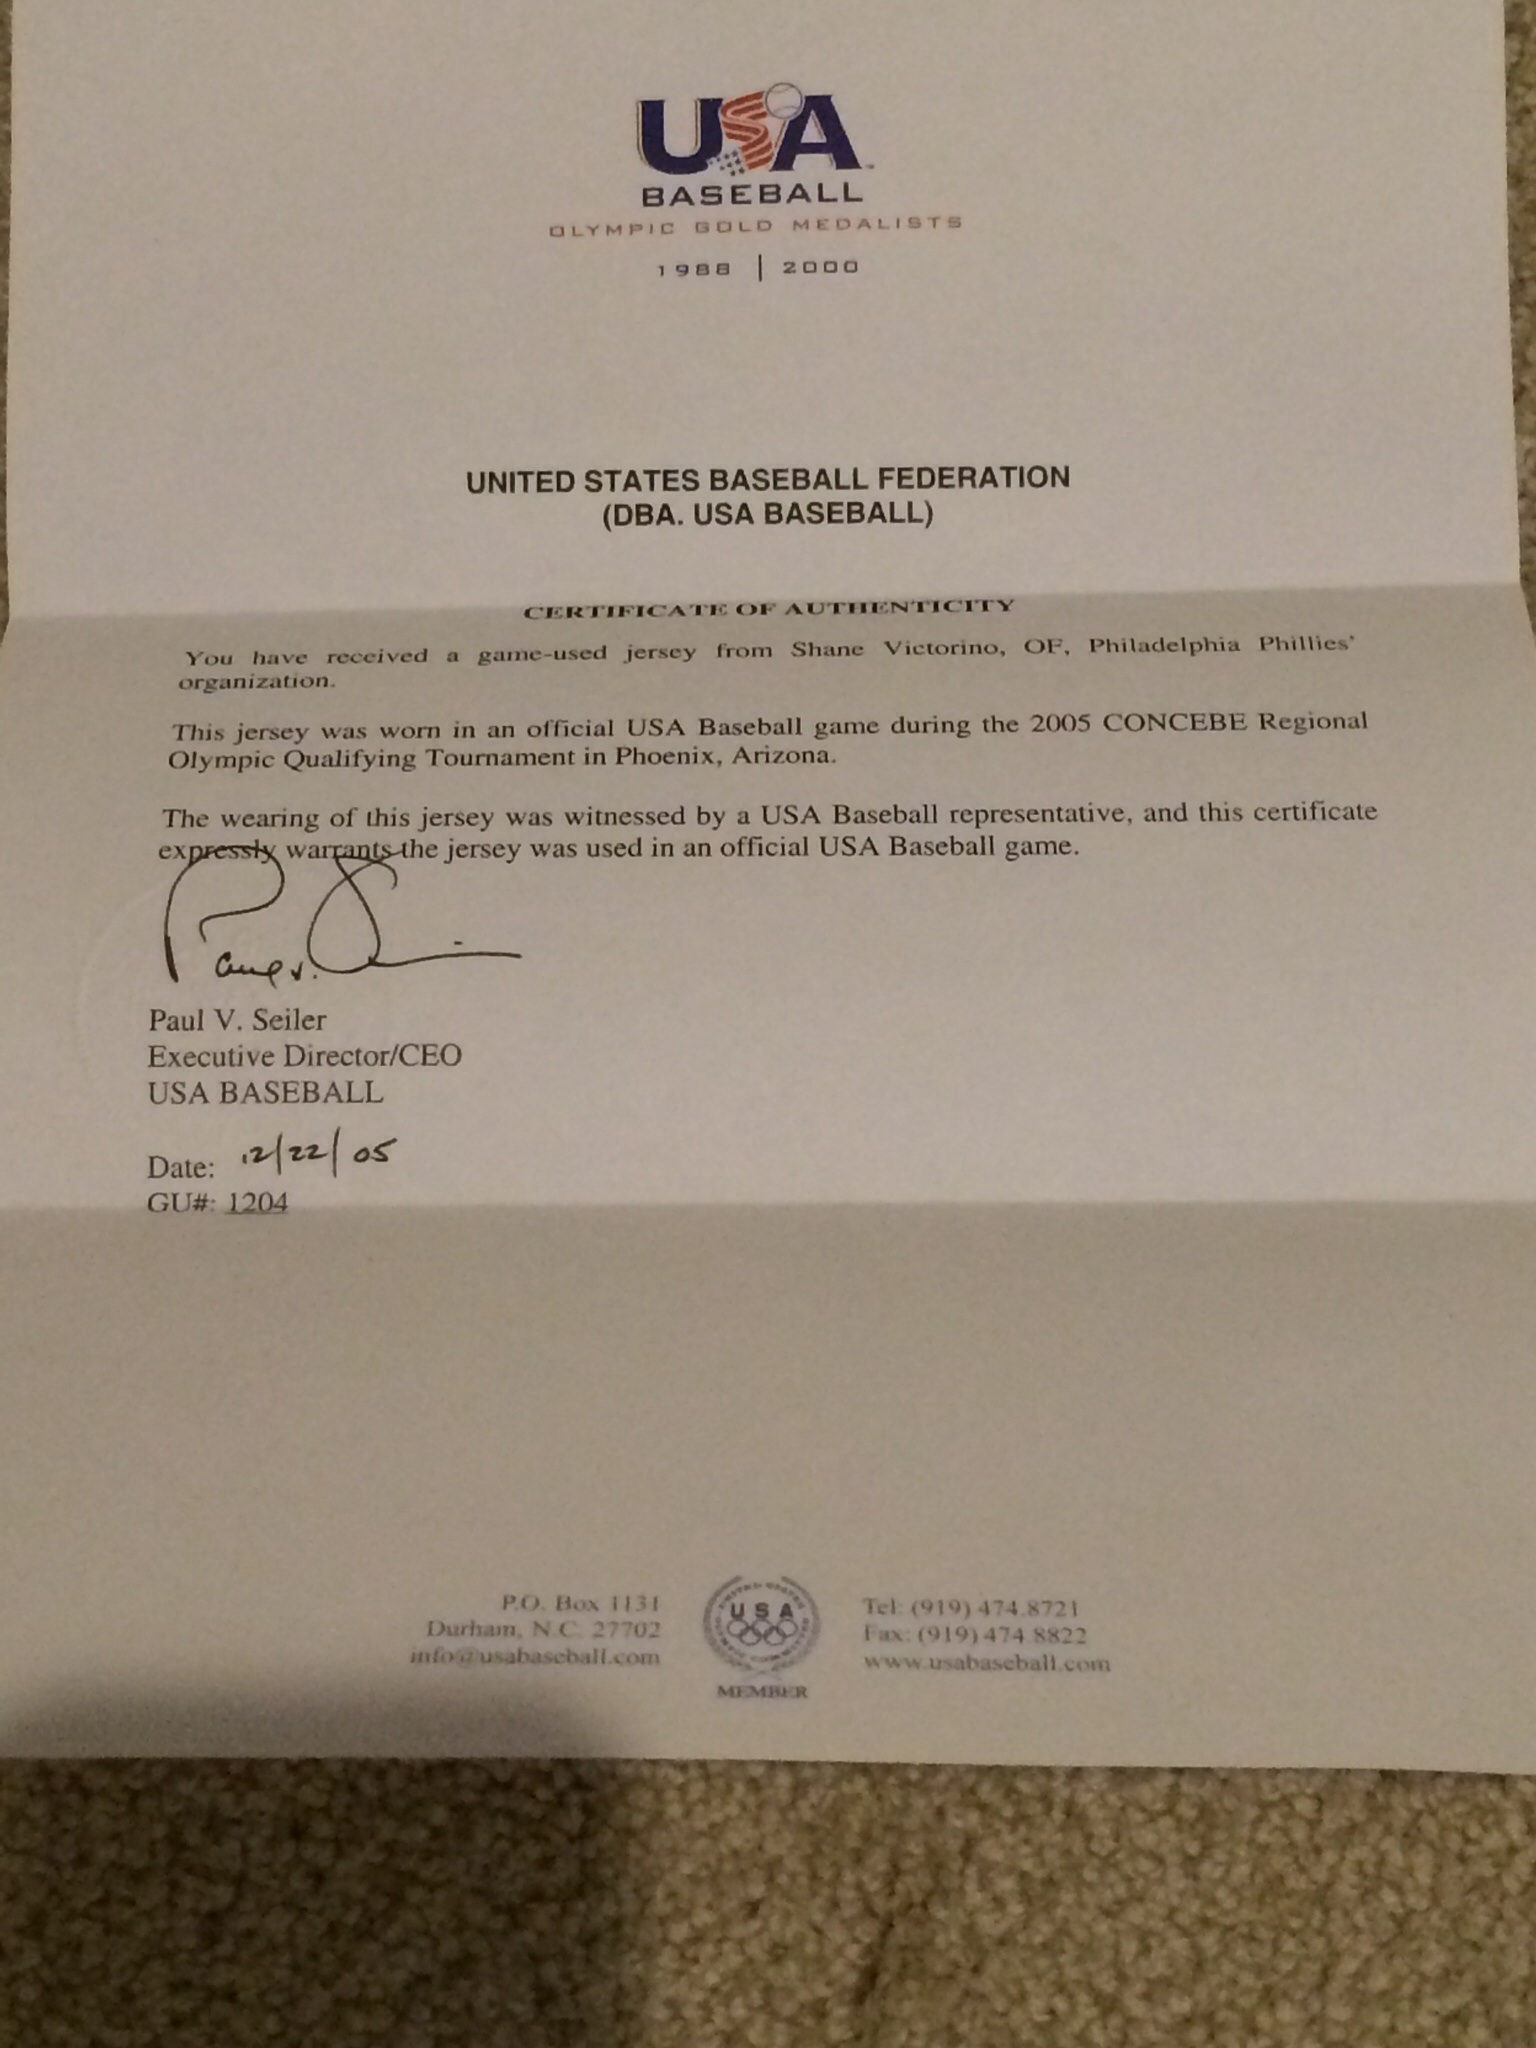 USA
BASEBALL
OLYMPIC GOLD MEDALISTS
1988 | 2000
UNITED STATES BASEBALL FEDERATION
(DBA. USA BASEBALL)
CERTIFICATE OF AUTHENTICITY
You have received a game-used jersey from Shane Victorino, OF, Philadelphia Phillies'
organization.
This jersey was worn in an official USA Baseball game during the 2005 CONCEBE Regional
Olympic Qualifying Tournament in Phoenix, Arizona.
The wearing of this jersey was witnessed by a USA Baseball representative, and this certificate
expressly warrants the jersey was used in an official USA Baseball game.
Paul V. Seiler
Executive Director/CEO
USA BASEBALL
Date: 12/22/05
GU#: 1204
P.O. Box 1131
Durham, N.C. 27702
info@usabaseball.com
USA
MEMBER
Tel: (919) 474.8721
Fax: (919) 474.8822
www.usabaseball.com